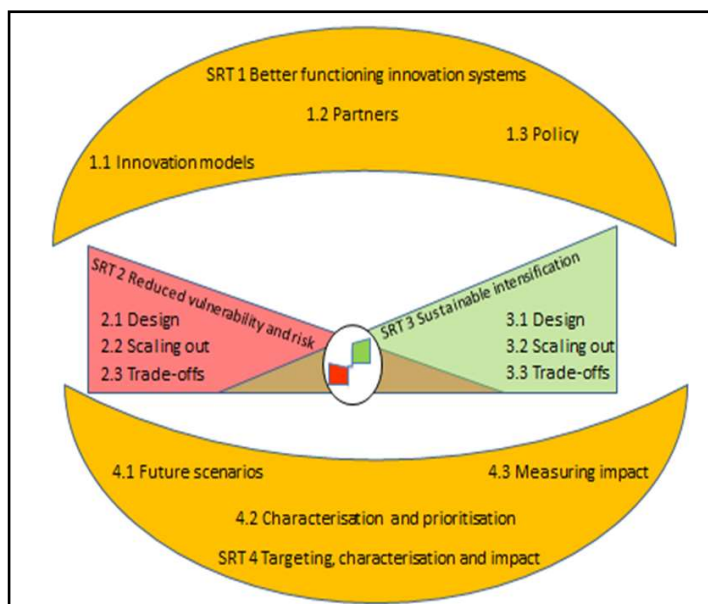 SRT 1 Better functioning innovation systems
1.2 Partners
1.3 Policy
1.1 Innovation models
SRT 2 Reduced vulnerability and risk
2.1 Design
2.2 Scaling out
2.3 Trade-offs
SRT 3 Sustainable intensification
3.1 Design
3.2 Scaling out
3.3 Trade-offs
4.1 Future scenarios
4.3 Measuring impact
4.2 Characterisation and prioritisation
SRT 4 Targeting, characterisation and impact